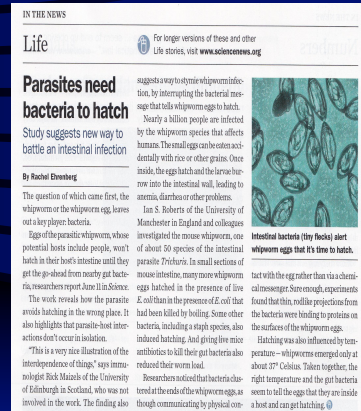 IN THE NEWS
Life
For longer versions of these and other
Life stories, visit www.sciencenews.org
Parasites need
bacteria to hatch
Study suggests new way to
battle an intestinal infection
By Rachel Ehrenberg
The question of which came first, the
whipworm or the whipworm egg, leaves
out a key player: bacteria.
Eggs of the parasitic whipworm, whose
potential hosts include people, won't
hatch in their host's intestine until they
get the go-ahead from nearby gut bacte-
ria, researchers report June 11 in Science.
The work reveals how the parasite
avoids hatching in the wrong place. It
also highlights that parasite-host inter-
actions don't occur in isolation.
"This is a very nice illustration of the
interdependence of things," says immu-
nologist Rick Maizels of the University
of Edinburgh in Scotland, who was not
involved in the work. The finding also
suggests a way to stymie whipworm infec-
tion, by interrupting the bacterial mes-
sage that tells whipworm eggs to hatch.
Nearly a billion people are infected
by the whipworm species that affects
humans. The small eggs can be eaten acci-
dentally with rice or other grains. Once
inside, the eggs hatch and the larvae bur-
row into the intestinal wall, leading to
anemia, diarrhea or other problems.
Ian S. Roberts of the University of
Manchester in England and colleagues
investigated the mouse whipworm, one
of about 50 species of the intestinal
parasite Trichuris. In small sections of
mouse intestine, many more whipworm
eggs hatched in the presence of live
E. coli than in the presence of E. coli that
had been killed by boiling. Some other
bacteria, including a staph species, also
induced hatching. And giving live mice
antibiotics to kill their gut bacteria also
reduced their worm load.
Researchers noticed that bacteria clus-
tered at the ends of the whipworm eggs, as
though communicating by physical con-
Intestinal bacteria (tiny flecks) alert
whipworm eggs that it's time to hatch.
tact with the egg rather than via a chemi-
cal messenger. Sure enough, experiments
found that thin, rodlike projections from
the bacteria were binding to proteins on
the surfaces of the whipworm eggs.
Hatching was also influenced by tem-
perature — whipworms emerged only at
about 37° Celsius. Taken together, the
right temperature and the gut bacteria
seem to tell the eggs that they are inside
a host and can get hatching.